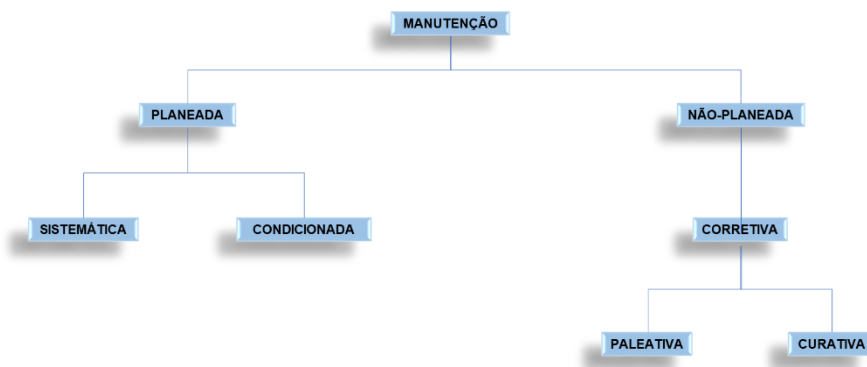 MANUTENÇÃO
PLANEADA
NÃO-PLANEADA
SISTEMÁTICA
CONDICIONADA
CORRETIVA
PALEATIVA
CURATIVA